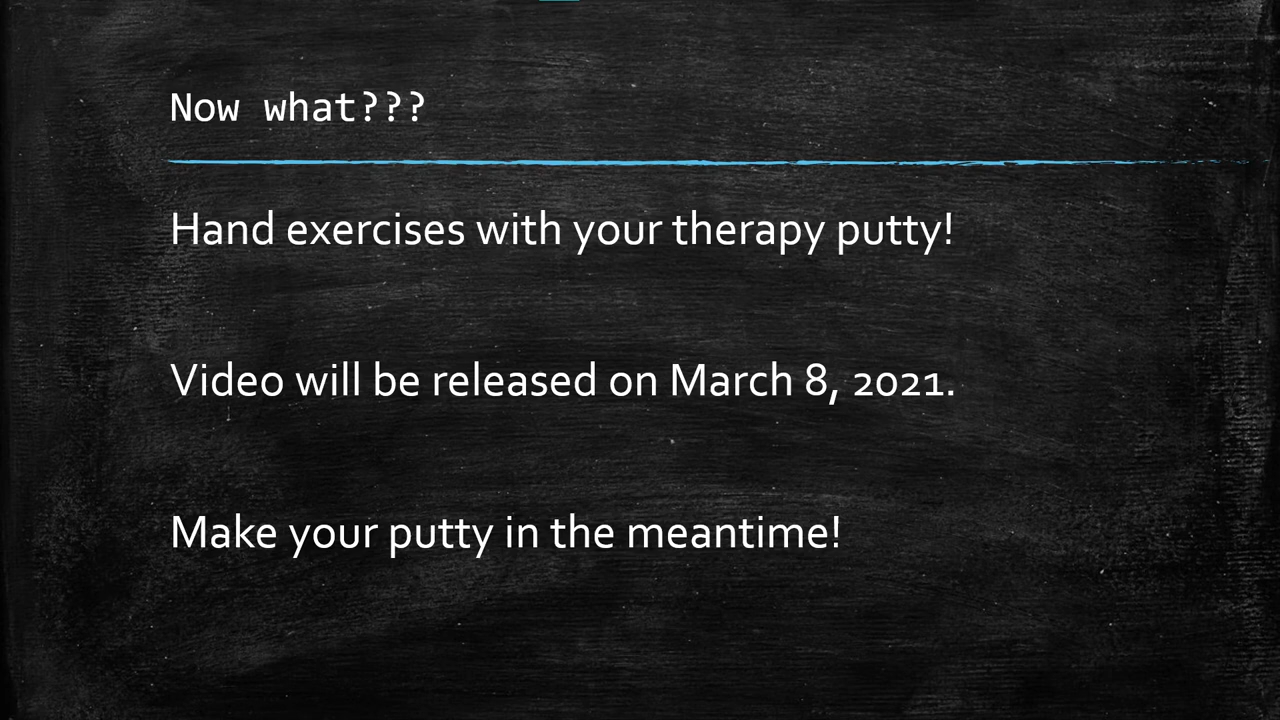 Now what???
Hand exercises with your therapy putty!
Video will be released on March 8, 2021.
Make your putty in the meantime!